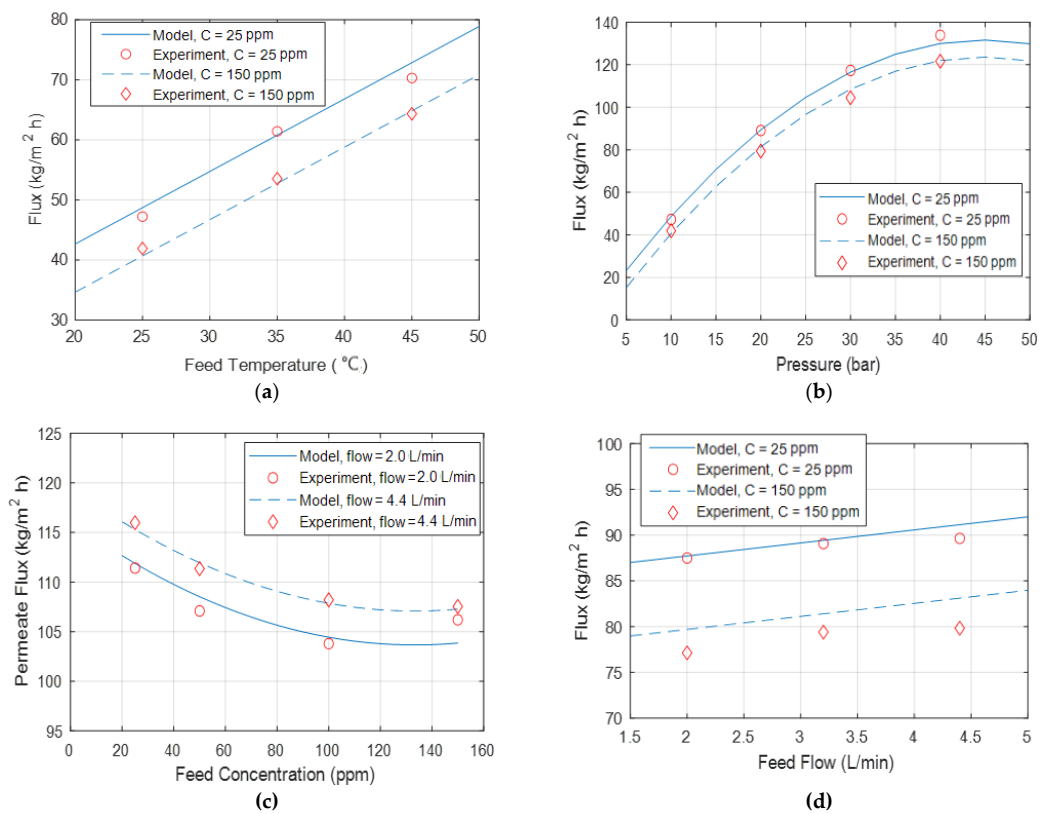 80
70
60
50
40
30
Flux (kg/m² h)
Model, C = 25 ppm
Experiment, C = 25 ppm
Model, C = 150 ppm
Experiment, C = 150 ppm
20 25 30 35 40 45 50
Feed Temperature ( ℃)
(a)
140
120
100
80
60
40
20
0
Flux (kg/m² h)
Model, C = 25 ppm
Experiment, C = 25 ppm
Model, C = 150 ppm
Experiment, C = 150 ppm
5 10 15 20 25 30 35 40 45 50
Pressure (bar)
(b)
125
120
115
110
105
100
95
Permeate Flux (kg/m² h)
Model, flow = 2.0 L/min
Experiment, flow = 2.0 L/min
Model, flow = 4.4 L/min
Experiment, flow = 4.4 L/min
0 20 40 60 80 100 120 140 160
Feed Concentration (ppm)
(c)
100
95
90
85
80
75
70
Flux (kg/m² h)
Model, C = 25 ppm
Experiment, C = 25 ppm
Model, C = 150 ppm
Experiment, C = 150 ppm
1.5 2 2.5 3 3.5 4 4.5 5
Feed Flow (L/min)
(d)